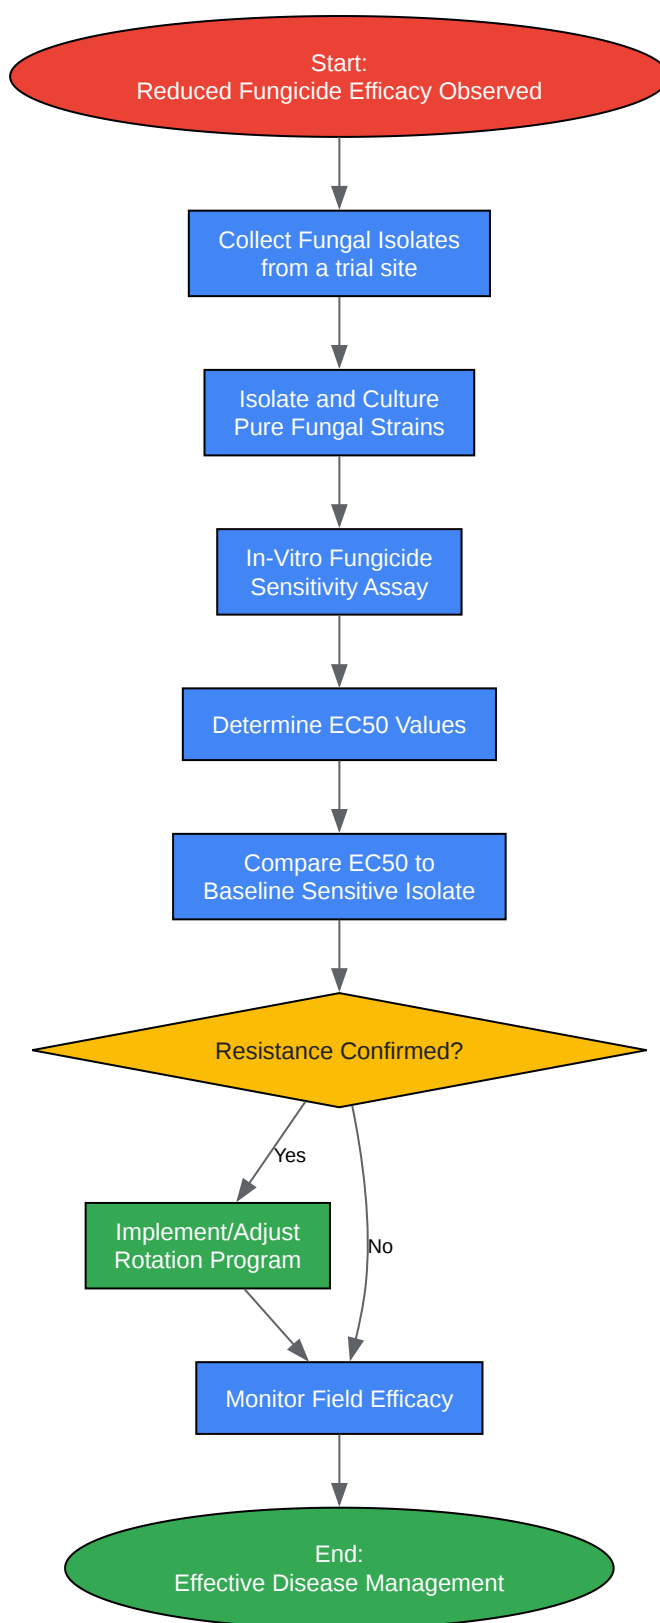 Start:
Reduced Fungicide Efficacy Observed
Collect Fungal Isolates
from a trial site
Isolate and Culture
Pure Fungal Strains
In-Vitro Fungicide
Sensitivity Assay
Determine EC50 Values
Compare EC50 to
Baseline Sensitive Isolate
Resistance Confirmed?
Yes
Implement/Adjust
Rotation Program
No
Monitor Field Efficacy
End:
Effective Disease Management